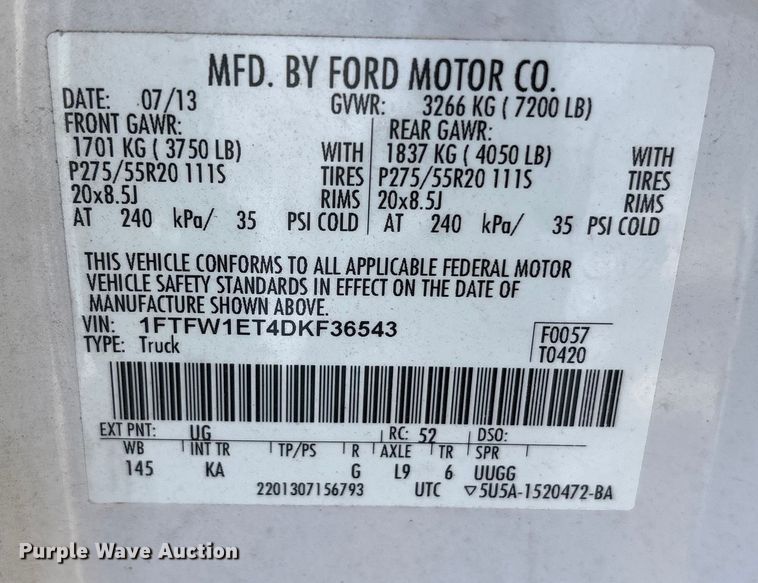 MFD. BY FORD MOTOR CO.
DATE: 07/13 GVWR: 3266 KG ( 7200 LB)
FRONT GAWR: REAR GAWR:
1701 KG ( 3750 LB) WITH 1837 KG ( 4050 LB) WITH
P275/55R20 111S TIRES P275/55R20 111S TIRES
20x8.5J RIMS 20x8.5J RIMS
AT 240 kPa/ 35 PSI COLD AT 240 kPa/ 35 PSI COLD
THIS VEHICLE CONFORMS TO ALL APPLICABLE FEDERAL MOTOR
VEHICLE SAFETY STANDARDS IN EFFECT ON THE DATE OF
MANUFACTURE SHOWN ABOVE.
VIN: 1FTFW1ET4DKF36543 F0057
TYPE: Truck T0420
EXT PNT: UG RC: 52 DSO:
WB INT TR TP/PS R AXLE TR SPR
145 KA G L9 6 UUGG
2201307156793 UTC ▽5U5A-1520472-BA
Purple Wave Auction